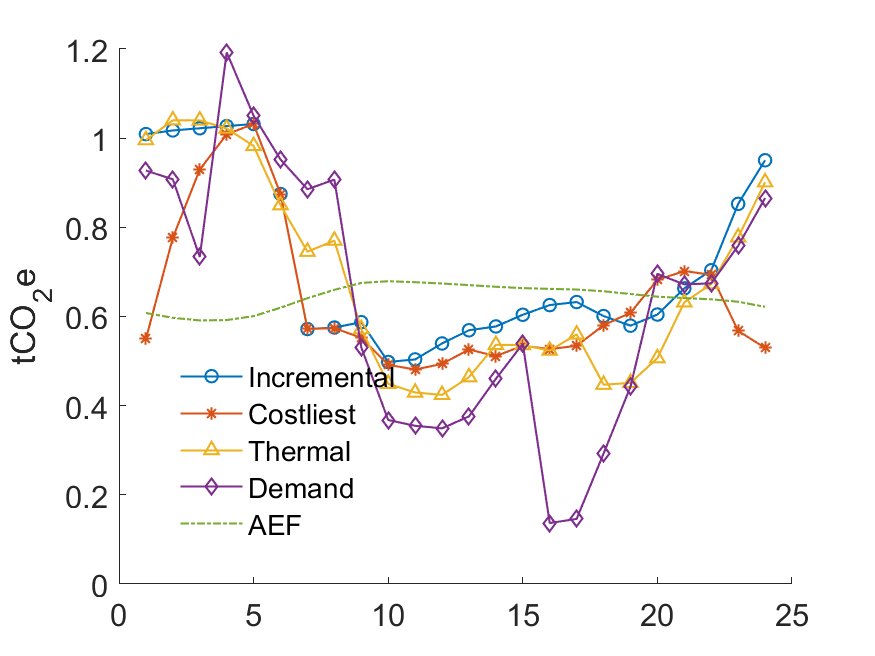 1.2
1
0.8
0.6
0.4
0.2
0
tCO2e
Incremental
Costliest
Thermal
Demand
AEF
0 5 10 15 20 25